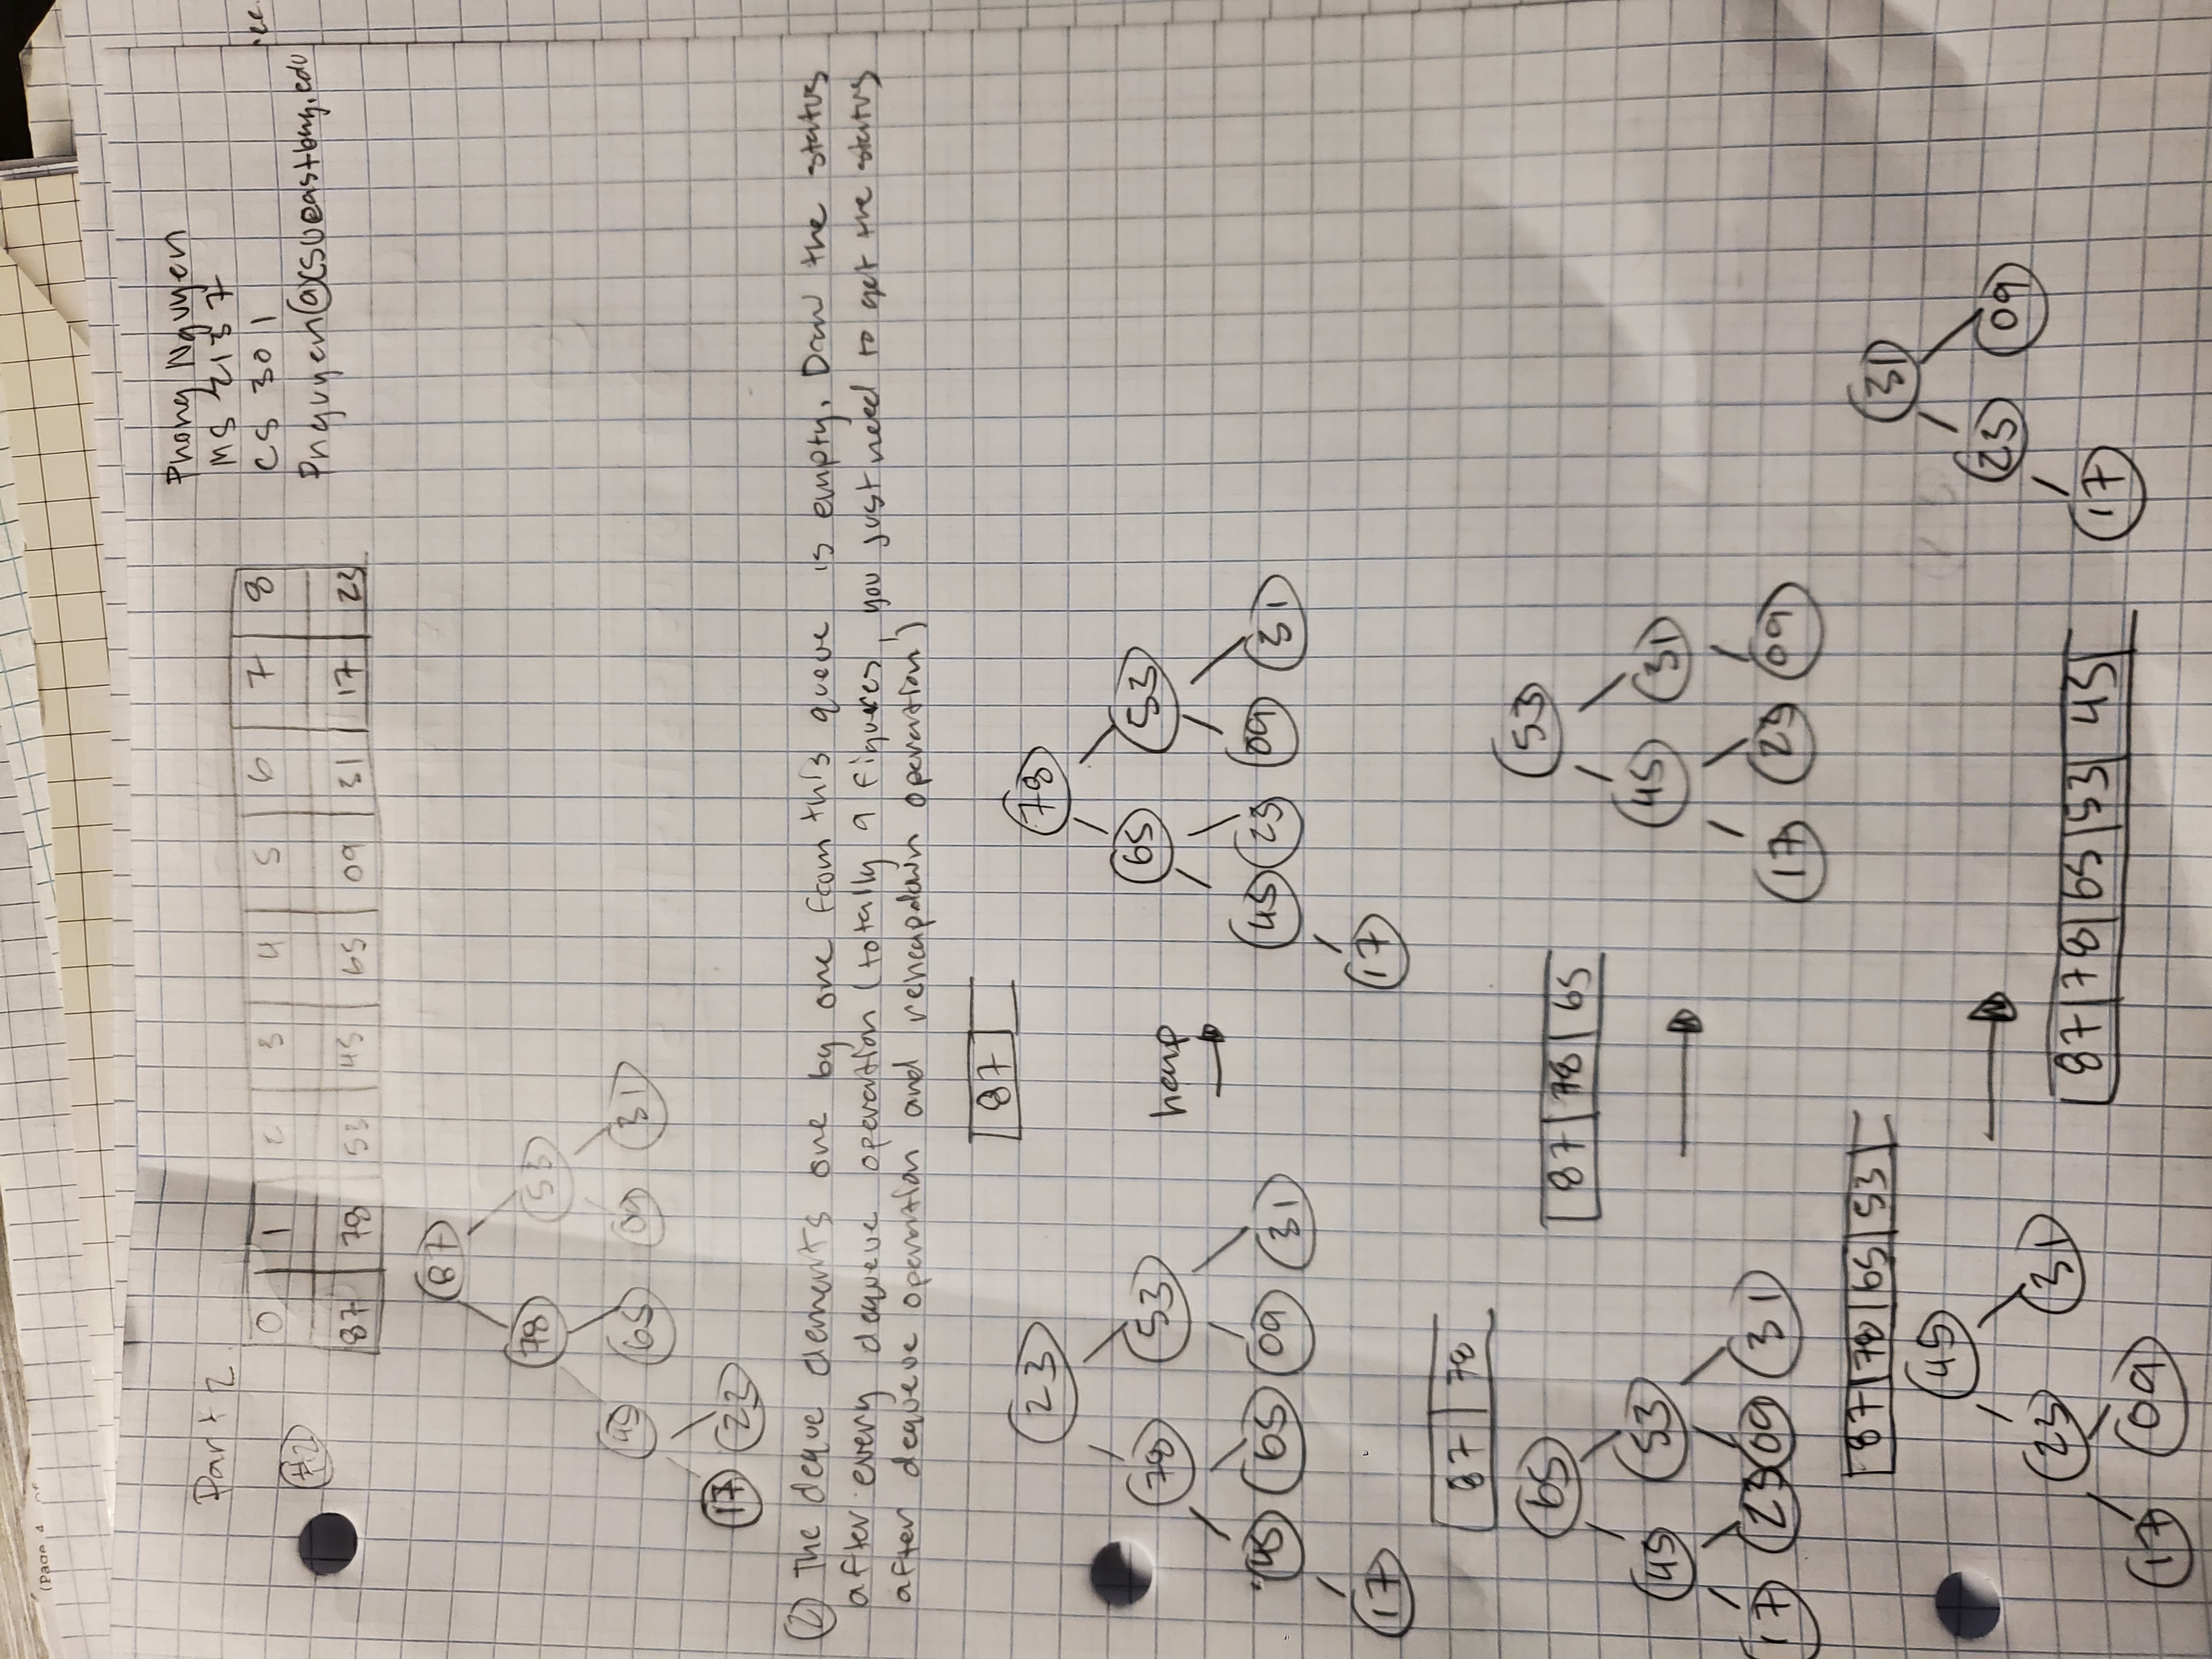 Phong Nguyen
MS 2137
CS 301
Pnguyen@CSUeastbay.edu
Part 2
#2
0 1 2 3 4 5 6 7 8
87 78 53 45 65 09 31 17 23
87
78 53
45 65 09 31
17 23
2) The deque elements one by one from this queue is empty. Draw the status
after every dequeue operation (totally 9 figures, you just need to get the status
after dequeue operation and reheapdown operation)
87
23
78 53
45 65 09 31
17
heap
78
65 53
45 23 09 31
17
87 78
65
45 53
17 23 09 31
87 78 65
53
45 31
17 23 09
87 78 65 53
45
23 31
17 09
87 78 65 53 45
31
23 09
17
(Page 4